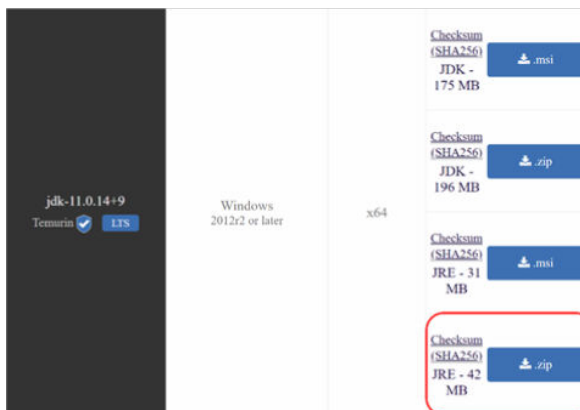 jdk-11.0.14+9
Temurin LTS
Windows
2012r2 or later
x64
Checksum
(SHA256)
JDK -
175 MB
.msi
Checksum
(SHA256)
JDK -
196 MB
.zip
Checksum
(SHA256)
JRE - 31
MB
.msi
Checksum
(SHA256)
JRE - 42
MB
.zip